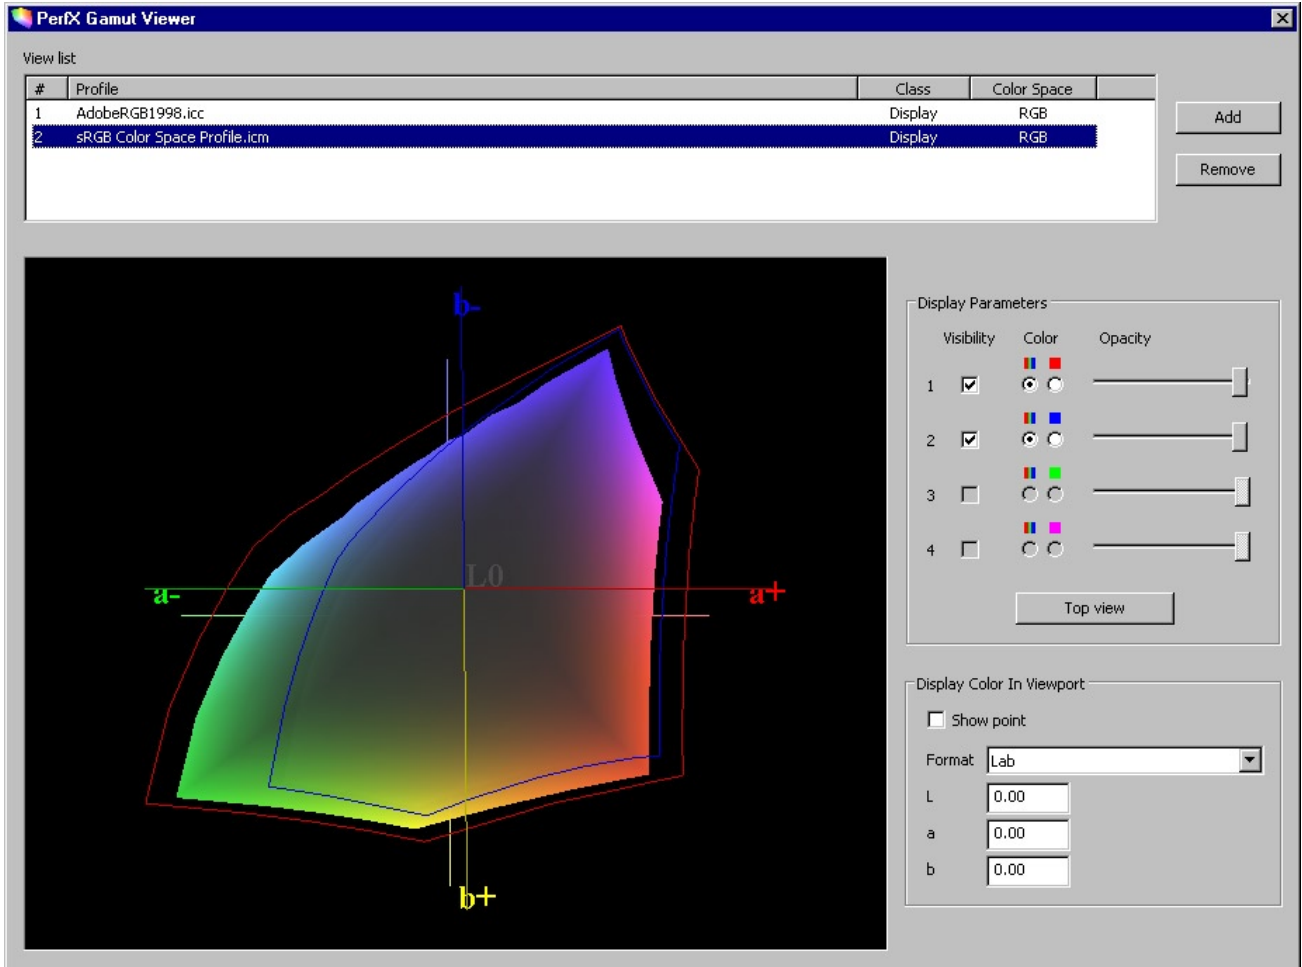 PerfX Gamut Viewer
View list
# Profile Class Color Space
1 AdobeRGB1998.icc Display RGB
2 sRGB Color Space Profile.icm Display RGB
Add
Remove
b-
a-
L0
a+
b+
Display Parameters
Visibility Color Opacity
1
2
3
4
Top view
Display Color In Viewport
Show point
Format Lab
L 0.00
a 0.00
b 0.00